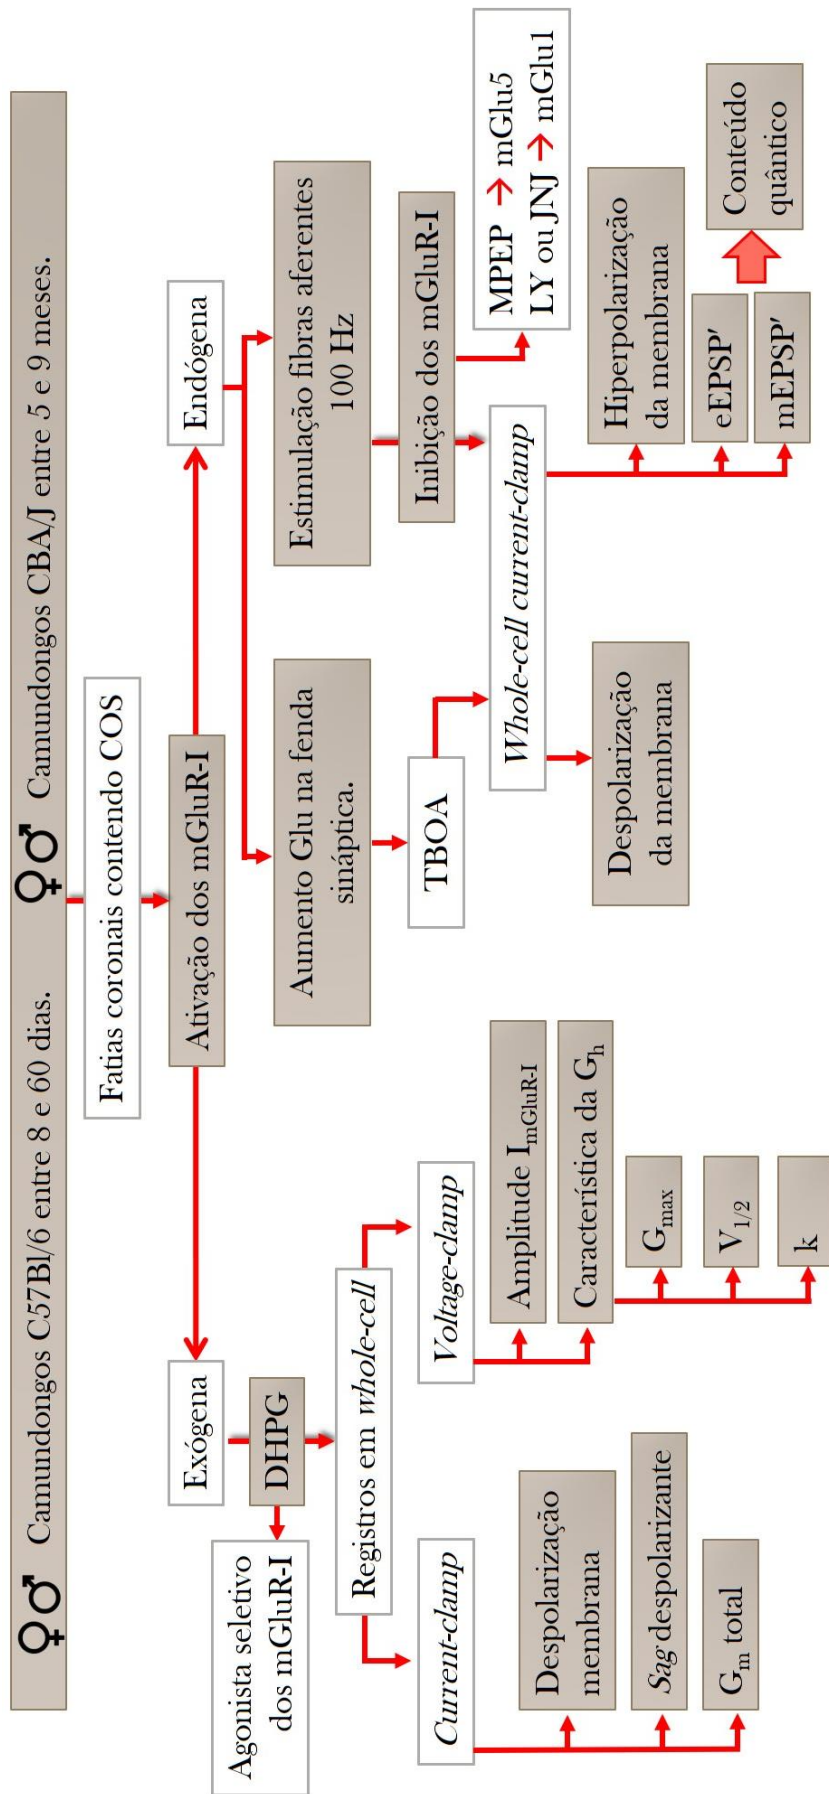 ♀♂ Camundongos C57Bl/6 entre 8 e 60 dias. ♀♂ Camundongos CBA/J entre 5 e 9 meses.
Fatias coronais contendo COS
Ativação dos mGluR-I
Exógena
DHPG
Agonista seletivo
dos mGluR-I
Registros em whole-cell
Current-clamp
Despolarização
membrana
Sag despolarizante
Gm total
Voltage-clamp
Amplitude ImGluR-I
Característica da Gh
Gmax
V1/2
k
Endógena
Aumento Glu na fenda
sináptica.
TBOA
Estimulação fibras aferentes
100 Hz
Inibição dos mGluR-I
MPEP → mGlu5
LY ou JNJ → mGlu1
Whole-cell current-clamp
Despolarização
da membrana
Hiperpolarização
da membrana
eEPSP'
mEPSP'
Conteúdo
quântico